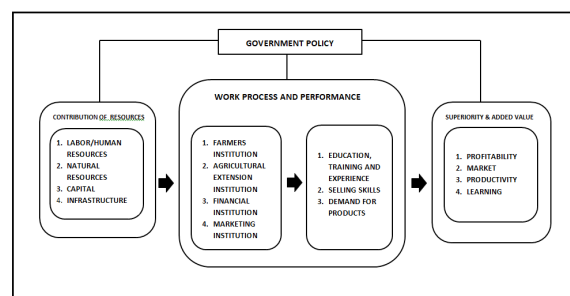 GOVERNMENT POLICY
CONTRIBUTION OF RESOURCES
1. LABOR/HUMAN
RESOURCES
2. NATURAL
RESOURCES
3. CAPITAL
4. INFRASTRUCTURE
WORK PROCESS AND PERFORMANCE
1. FARMERS
INSTITUTION
2. AGRICULTURAL
EXTENSION
INSTITUTION
3. FINANCIAL
INSTITUTION
4. MARKETING
INSTITUTION
1. EDUCATION,
TRAINING AND
EXPERIENCE
2. SELLING SKILLS
3. DEMAND FOR
PRODUCTS
SUPERIORITY & ADDED VALUE
1. PROFITABILITY
2. MARKET
3. PRODUCTIVITY
4. LEARNING